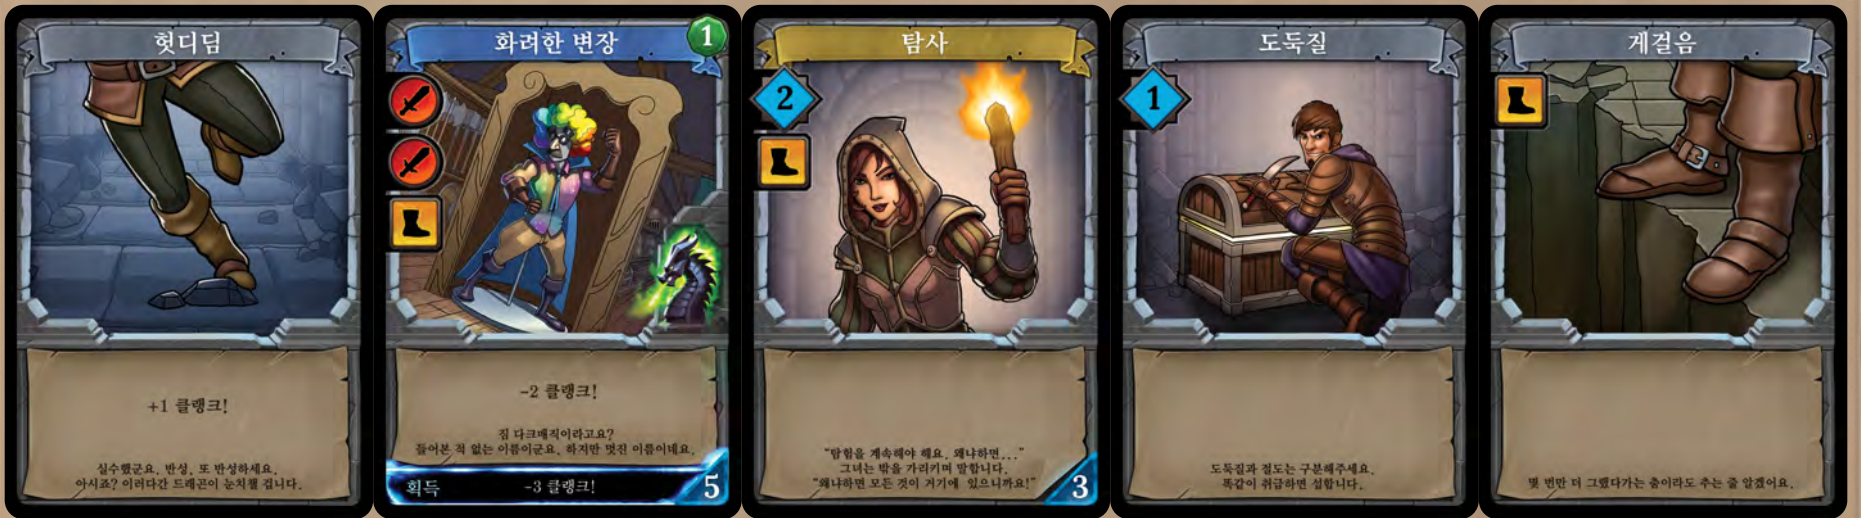 헛디딤
+1 클랭크!
실수했군요. 반성, 또 반성하세요.
아시죠? 이러다간 드래곤이 눈치챌 겁니다.
화려한 변장
1
-2 클랭크!
짐 다크매직이라고요?
들어본 적 없는 이름이군요. 하지만 멋진 이름이네요.
획득
-3 클랭크!
5
탐사
2
"탐험을 계속해야 해요. 왜냐하면..."
그녀는 밖을 가리키며 말합니다.
"왜냐하면 모든 것이 거기에 있으니까요!"
3
도둑질
1
도둑질과 절도는 구분해주세요.
똑같이 취급하면 섭합니다.
게걸음
몇 번만 더 그랬다가는 춤이라도 추는 줄 알겠어요.